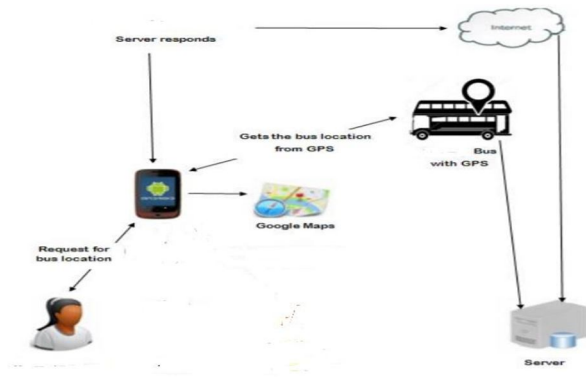 Server responds
Internet
Gets the bus location
from GPS
Bus
with GPS
Google Maps
Request for
bus location
Server